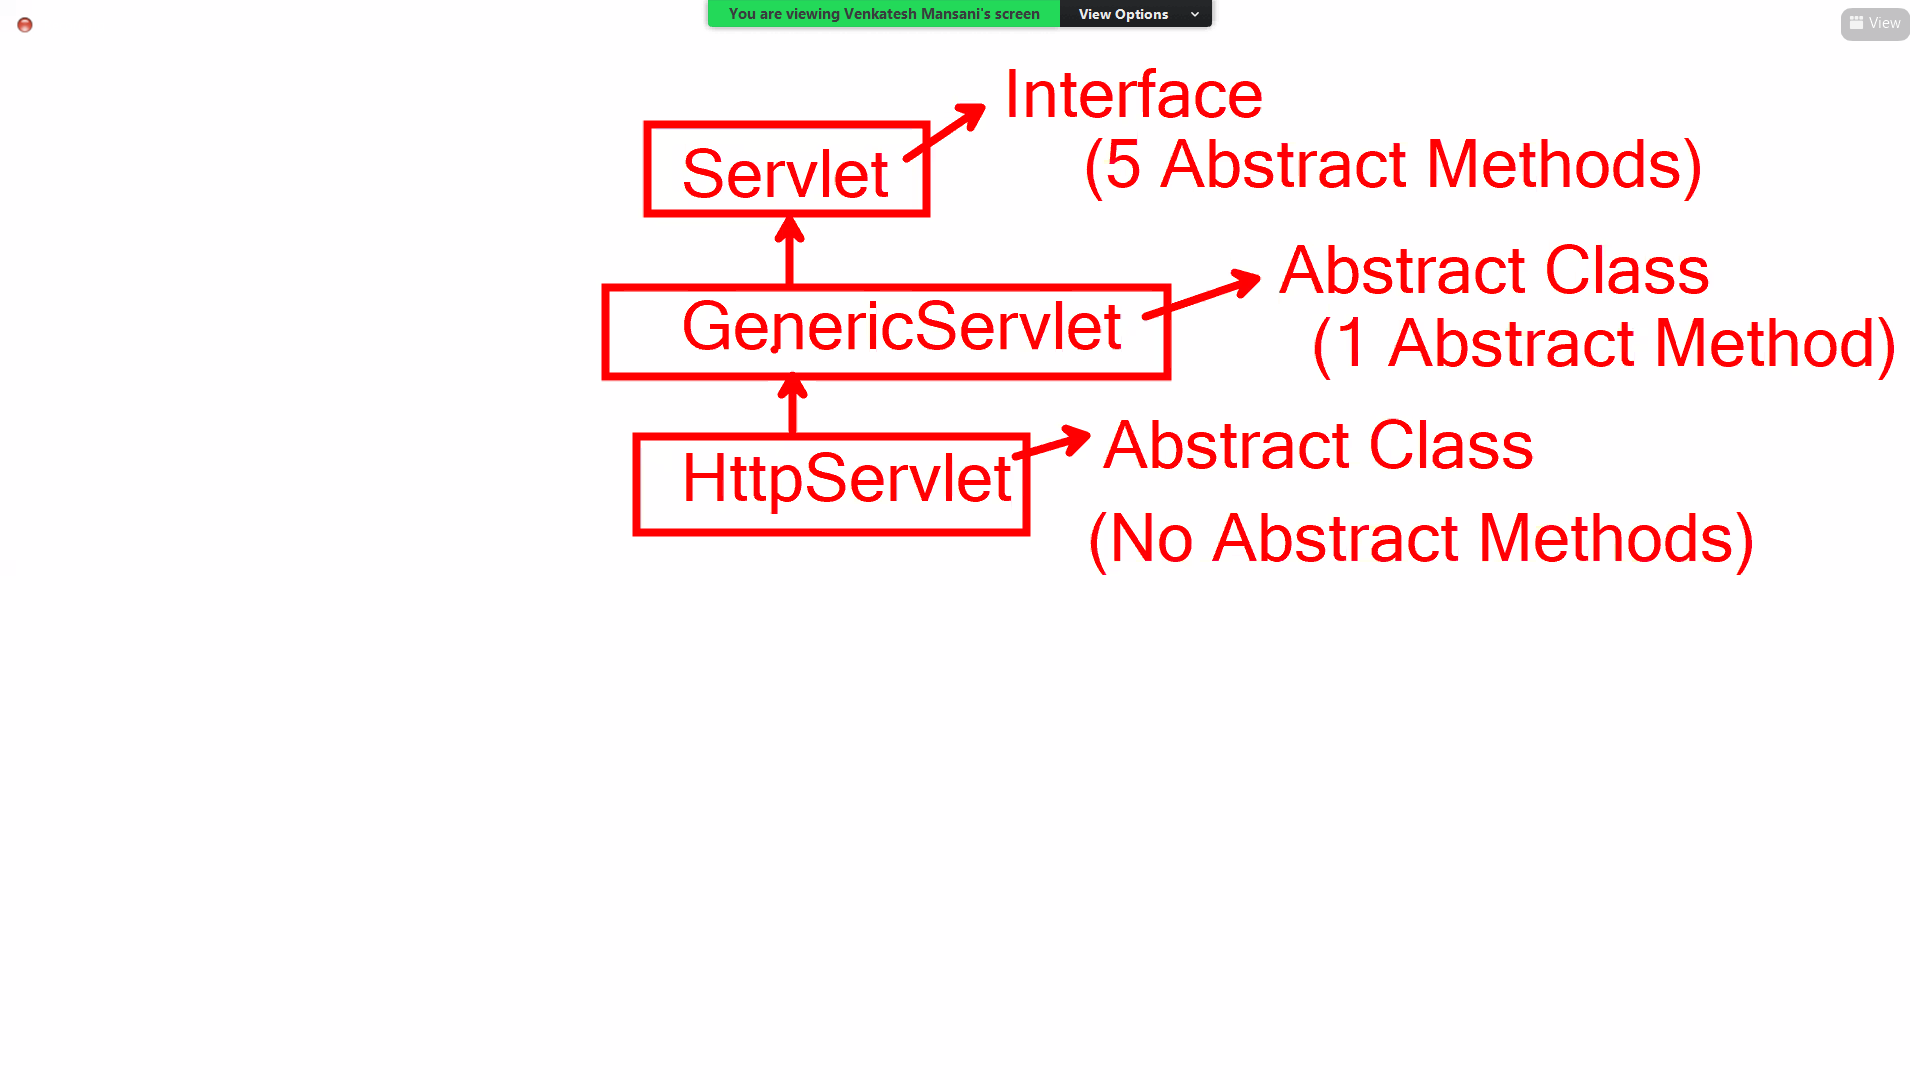 You are viewing Venkatesh Mansani's screen
View Options
View
Interface
(5 Abstract Methods)
Servlet
Abstract Class
GenericServlet
(1 Abstract Method)
Abstract Class
HttpServlet
(No Abstract Methods)